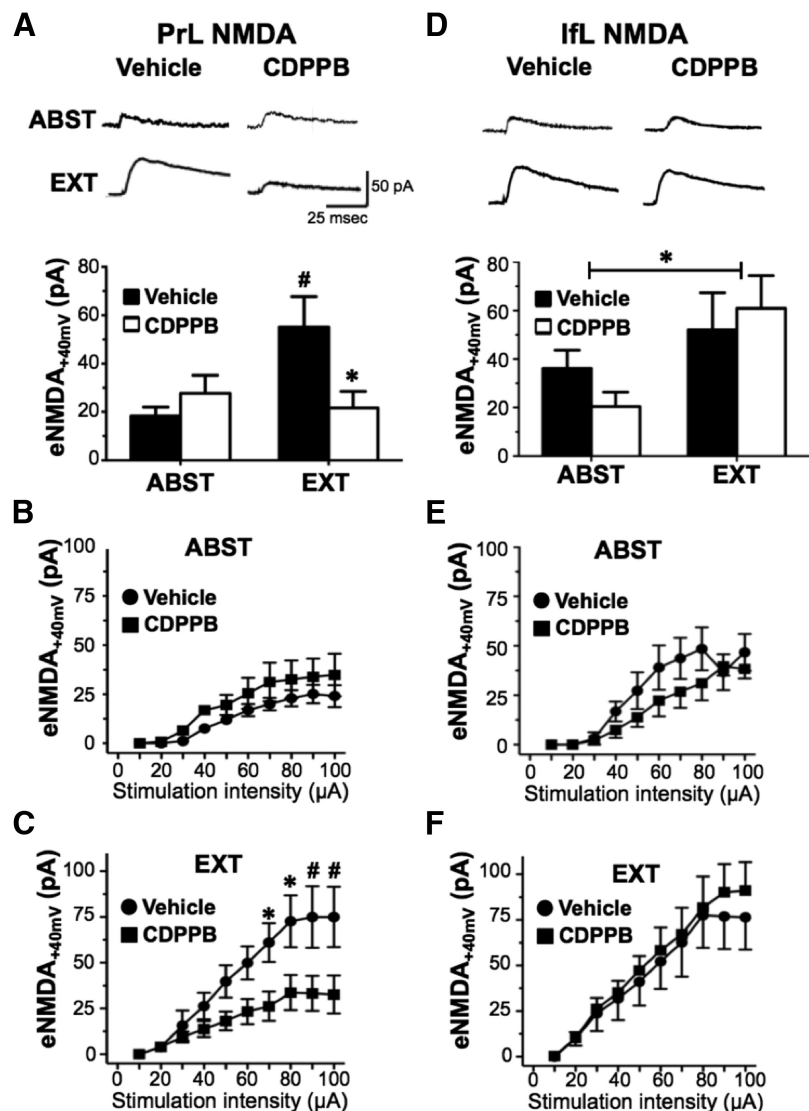 A
PrL NMDA
Vehicle CDPPB
ABST
EXT
50 pA
25 msec
eNMDA+40mV (pA)
80
60
40
20
0
Vehicle
CDPPB
#
*
ABST EXT
B
ABST
eNMDA+40mV (pA)
100
75
50
25
0
Vehicle
CDPPB
0 20 40 60 80 100
Stimulation intensity (µA)
C
EXT
eNMDA+40mV (pA)
100
75
50
25
0
Vehicle
CDPPB
* * # #
0 20 40 60 80 100
Stimulation intensity (µA)
D
IfL NMDA
Vehicle CDPPB
eNMDA+40mV (pA)
80
60
40
20
0
Vehicle
CDPPB
*
ABST EXT
E
ABST
eNMDA+40mV (pA)
100
75
50
25
0
Vehicle
CDPPB
0 20 40 60 80 100
Stimulation intensity (µA)
F
EXT
eNMDA+40mV (pA)
100
75
50
25
0
Vehicle
CDPPB
0 20 40 60 80 100
Stimulation intensity (µA)